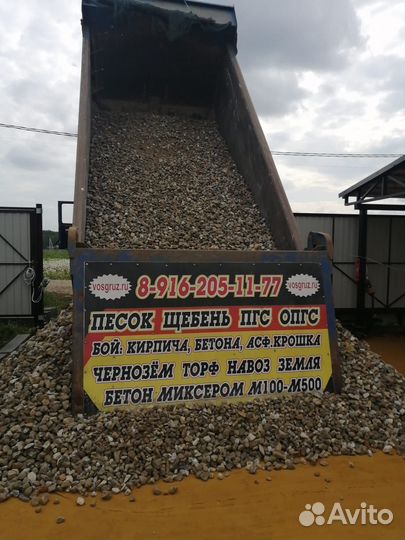 vosgruz.ru 8-916-205-11-77 vosgruz.ru
ПЕСОК ЩЕБЕНЬ ПГС ОПГС
БОЙ: КИРПИЧА, БЕТОНА, АСФ.КРОШКА
ЧЕРНОЗЁМ ТОРФ НАВОЗ ЗЕМЛЯ
БЕТОН МИКСЕРОМ М100-М500
Avito